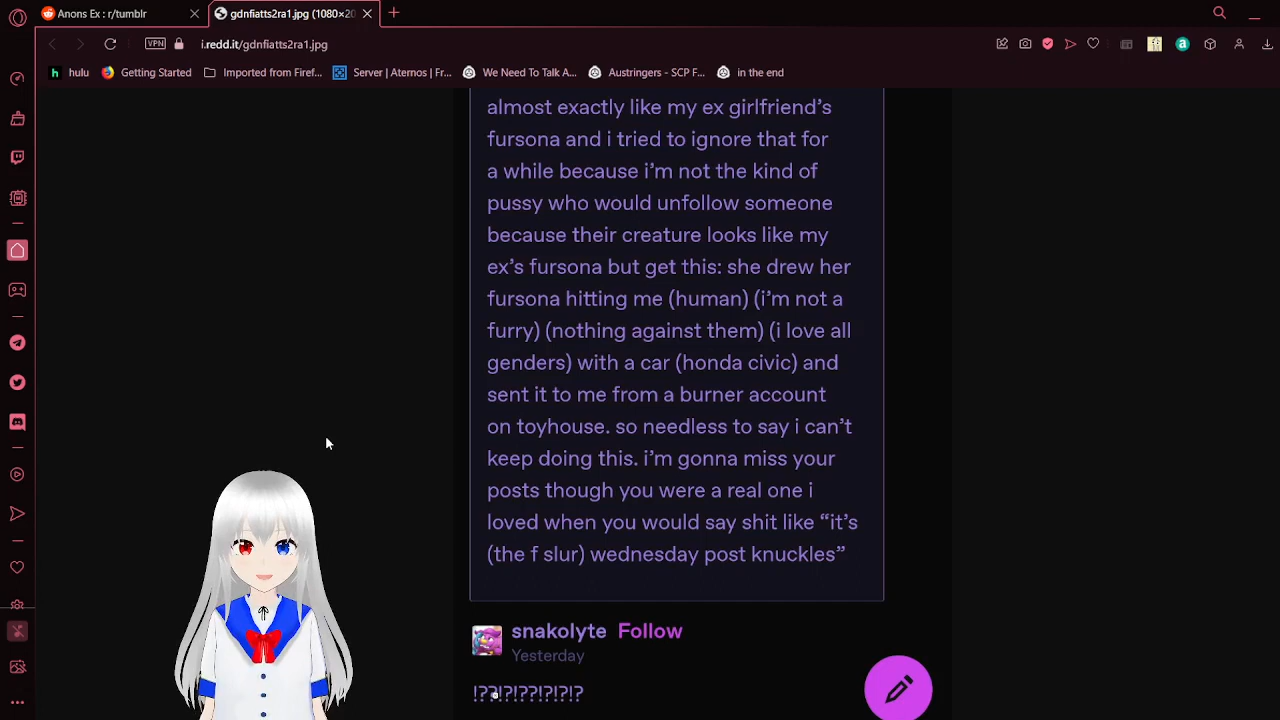 Anons Ex : r/tumblr
gdnfiatts2ra1.jpg (1080×20
VPN
i.redd.it/gdnfiatts2ra1.jpg
h hulu
Getting Started
Imported from Firef...
Server | Aternos | Fr...
We Need To Talk A...
Austringers - SCP F...
in the end
almost exactly like my ex girlfriend’s
fursona and i tried to ignore that for
a while because i’m not the kind of
pussy who would unfollow someone
because their creature looks like my
ex’s fursona but get this: she drew her
fursona hitting me (human) (i’m not a
furry) (nothing against them) (i love all
genders) with a car (honda civic) and
sent it to me from a burner account
on toyhouse. so needless to say i can’t
keep doing this. i’m gonna miss your
posts though you were a real one i
loved when you would say shit like “it’s
(the f slur) wednesday post knuckles”
snakolyte Follow
Yesterday
!??!?!??!?!?!?